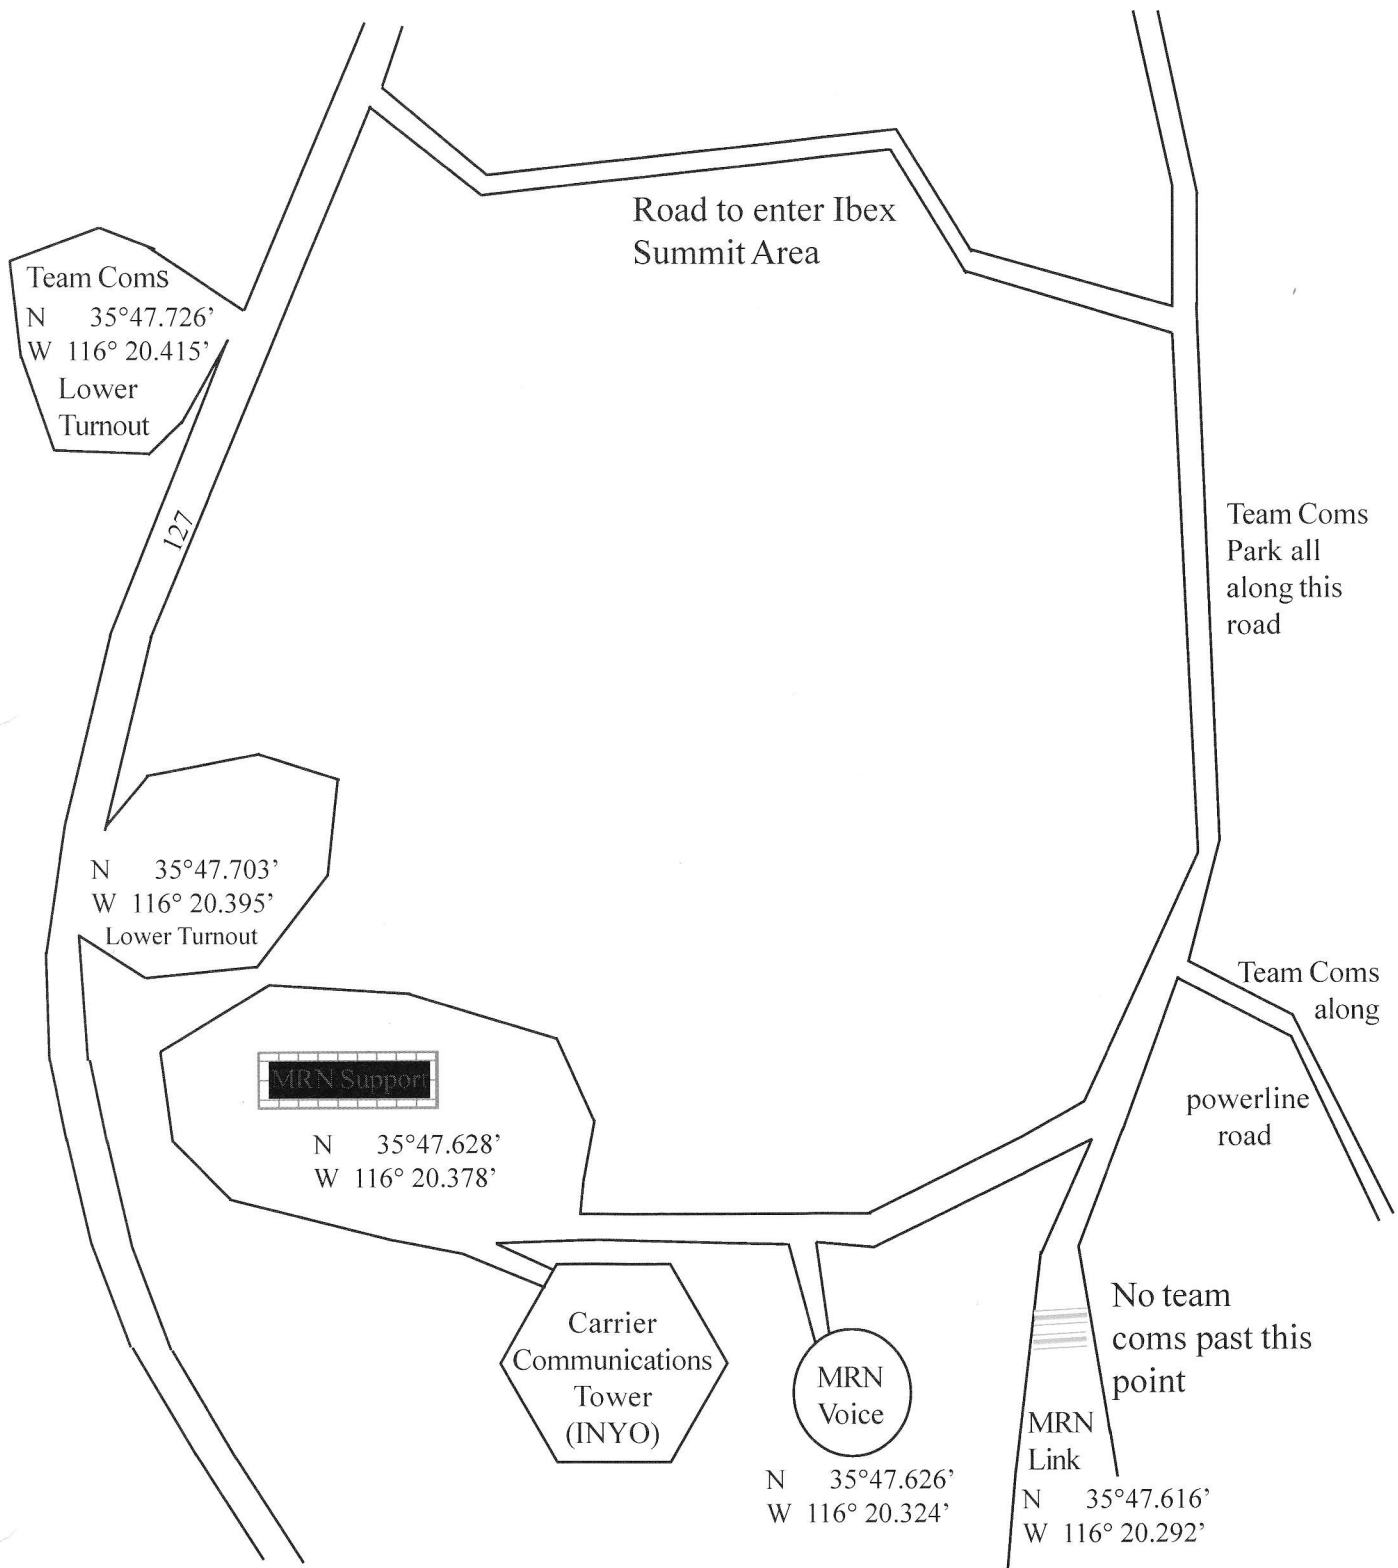 Road to enter Ibex
Summit Area
Team Coms
N 35°47.726’
W 116° 20.415’
Lower
Turnout
127
Team Coms
Park all
along this
road
N 35°47.703’
W 116° 20.395’
Lower Turnout
Team Coms
along
powerline
road
MRN Support
N 35°47.628’
W 116° 20.378’
Carrier
Communications
Tower
(INYO)
MRN
Voice
N 35°47.626’
W 116° 20.324’
No team
coms past this
point
MRN
Link
N 35°47.616’
W 116° 20.292’